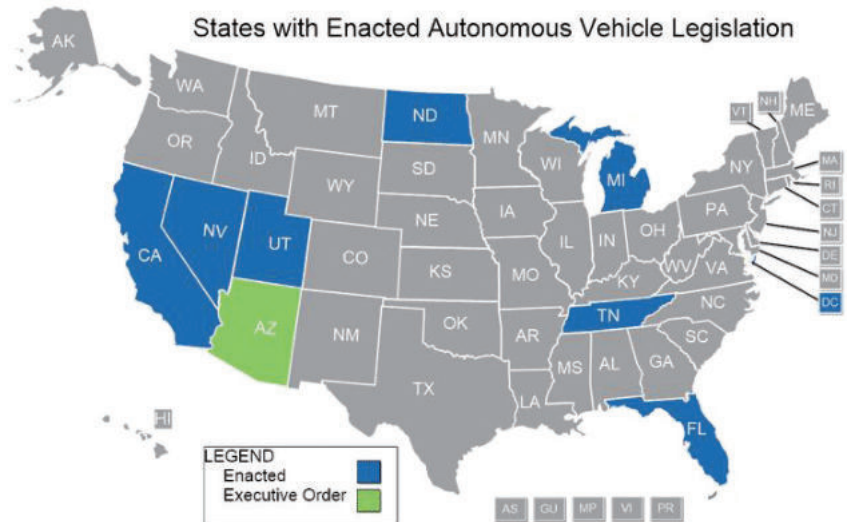 States with Enacted Autonomous Vehicle Legislation
AK
WA
MT
ND
MN
VT
NH
ME
OR
ID
SD
WI
MI
NY
MA
RI
CT
WY
IA
PA
NJ
NV
NE
IL
IN
OH
DE
CA
UT
CO
KS
MO
WV
VA
MD
KY
DC
AZ
NM
OK
AR
TN
NC
SC
TX
MS
AL
GA
LA
HI
FL
LEGEND
Enacted
Executive Order
AS
GU
MP
VI
PR